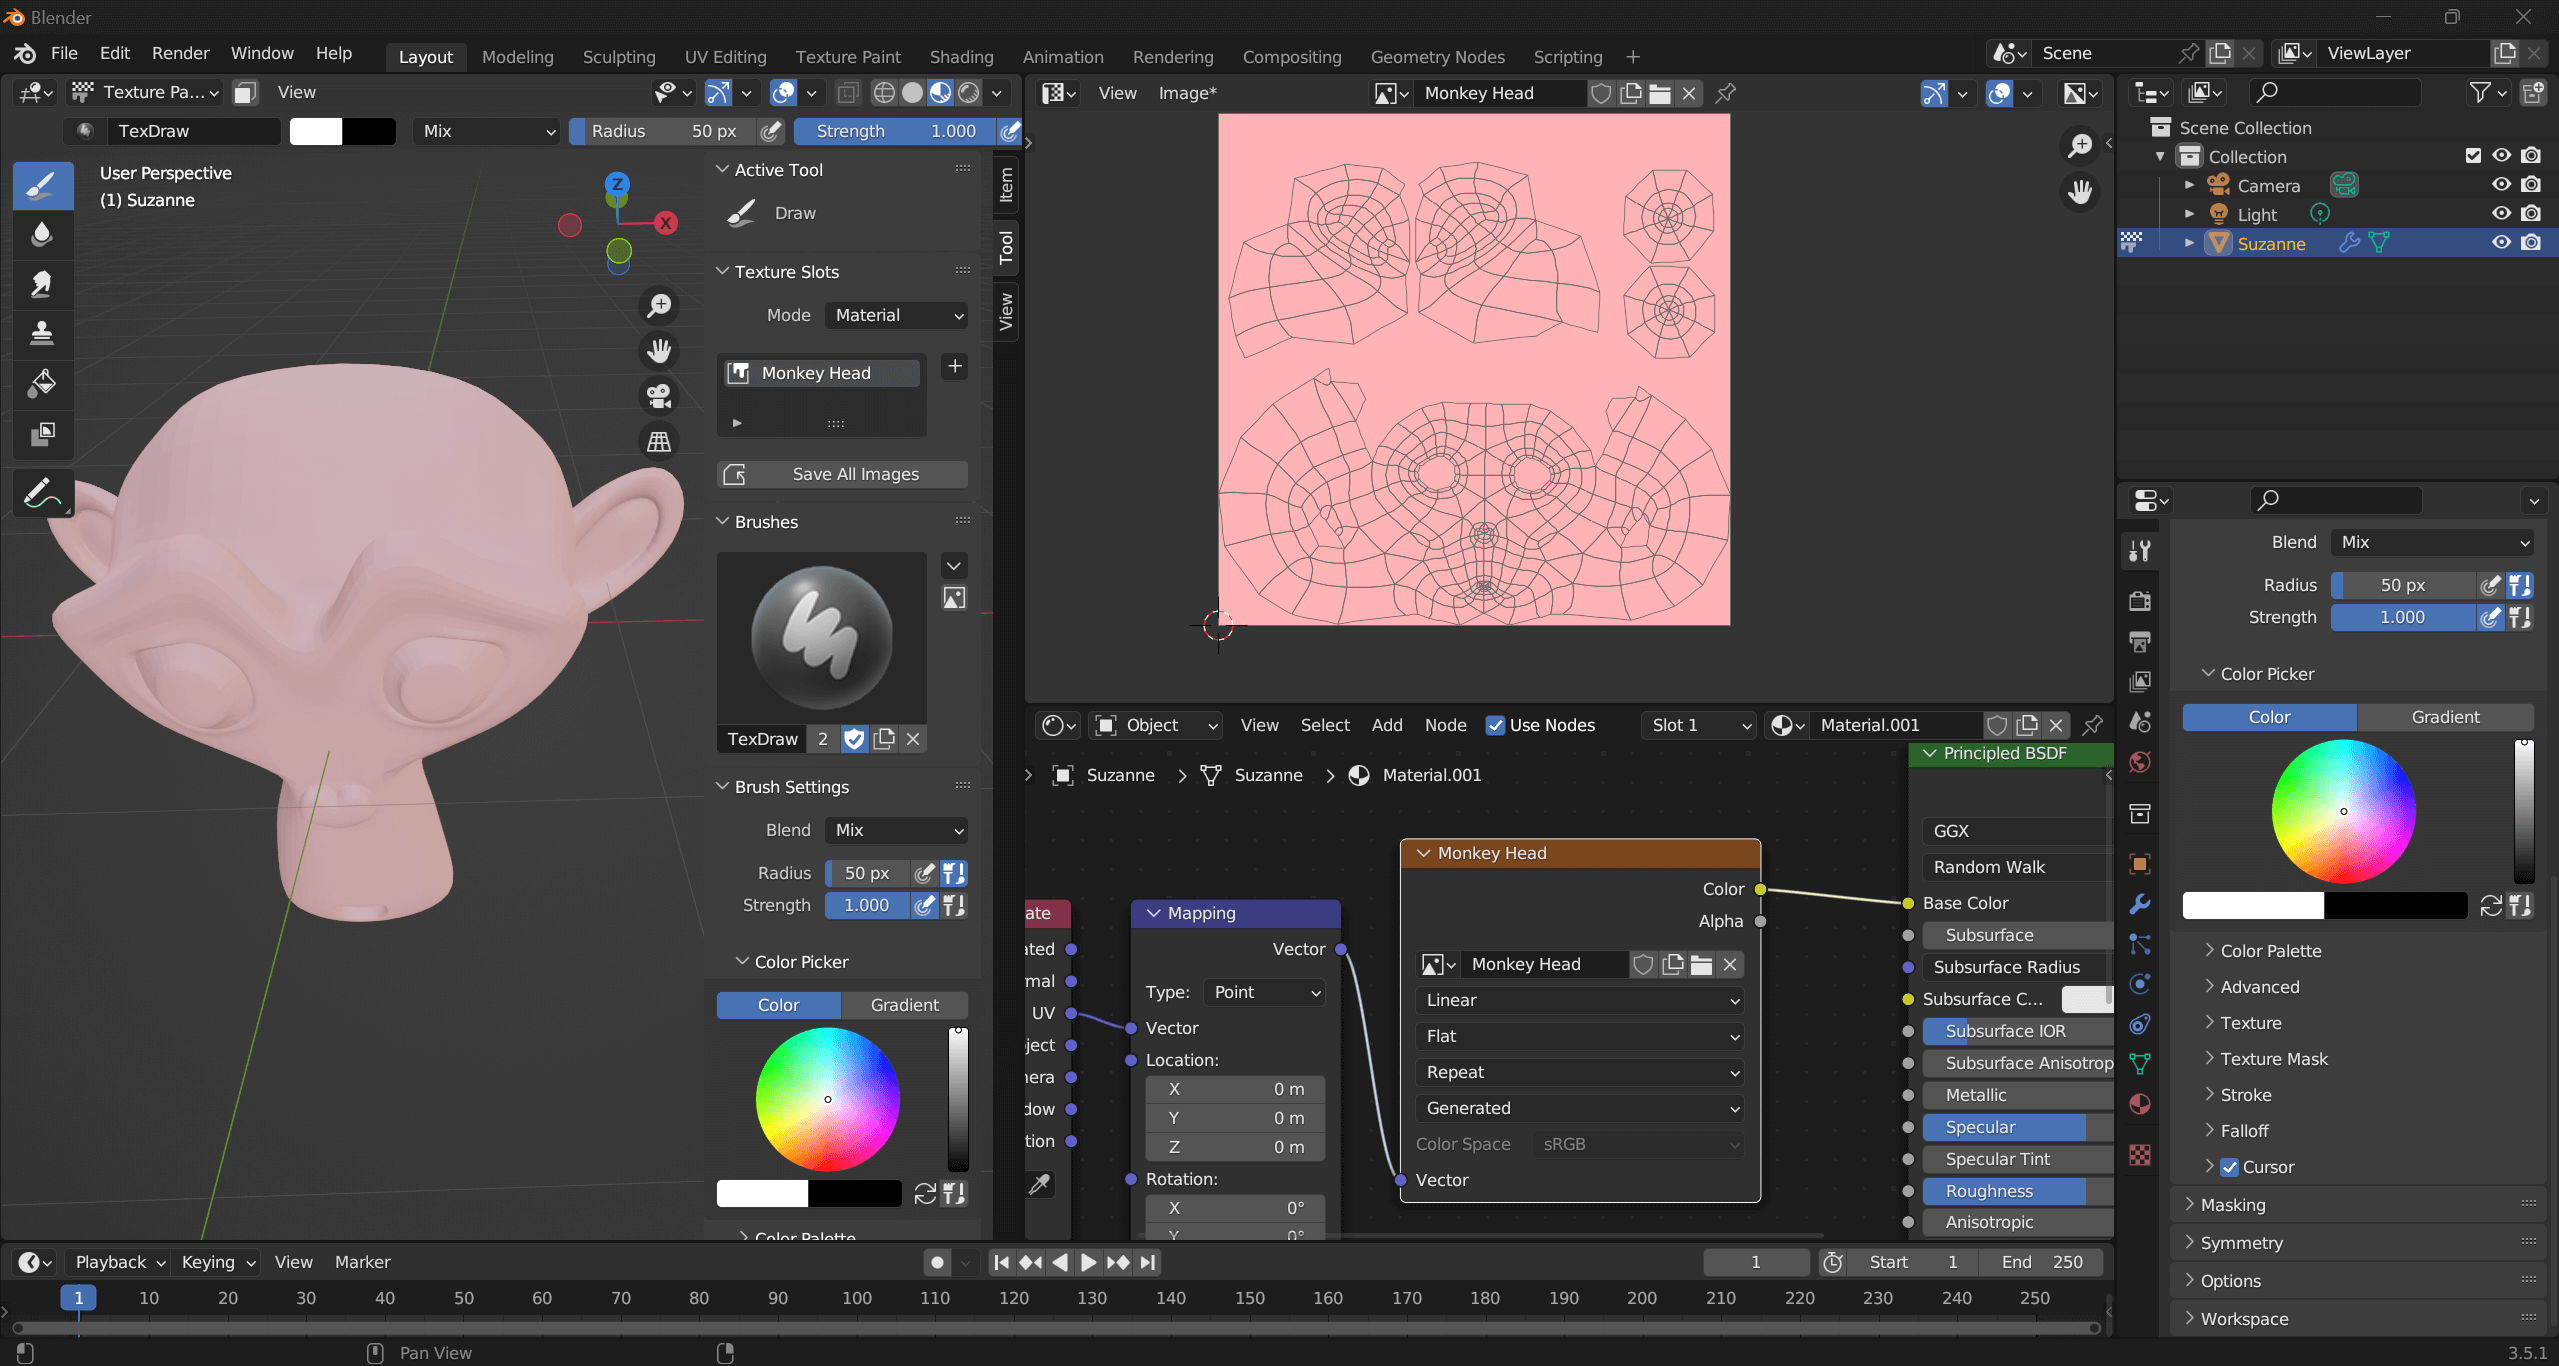 Blender
File Edit Render Window Help Layout Modeling Sculpting UV Editing Texture Paint Shading Animation Rendering Compositing Geometry Nodes Scripting + Scene ViewLayer
Texture Pa... View
TexDraw Mix Radius 50 px Strength 1.000
User Perspective
(1) Suzanne
Z
X
Active Tool
Draw
Texture Slots
Mode Material
Monkey Head
Save All Images
Brushes
TexDraw 2
Brush Settings
Blend Mix
Radius 50 px
Strength 1.000
Color Picker
Color Gradient
Color Palette
Item
Tool
View
View Image* Monkey Head
Object View Select Add Node Use Nodes Slot 1 Material.001
Suzanne > Suzanne > Material.001
ate
ated
mal
UV
ject
era
dow
tion
Mapping
Vector
Type: Point
Vector
Location:
X 0 m
Y 0 m
Z 0 m
Rotation:
X 0°
Y 0°
Monkey Head
Color
Alpha
Monkey Head
Linear
Flat
Repeat
Generated
Color Space sRGB
Vector
Principled BSDF
GGX
Random Walk
Base Color
Subsurface
Subsurface Radius
Subsurface C...
Subsurface IOR
Subsurface Anisotrop
Metallic
Specular
Specular Tint
Roughness
Anisotropic
Scene Collection
Collection
Camera
Light
Suzanne
Blend Mix
Radius 50 px
Strength 1.000
Color Picker
Color Gradient
Color Palette
Advanced
Texture
Texture Mask
Stroke
Falloff
Cursor
Masking
Symmetry
Options
Workspace
Playback Keying View Marker 1 Start 1 End 250
1 10 20 30 40 50 60 70 80 90 100 110 120 130 140 150 160 170 180 190 200 210 220 230 240 250
Pan View
3.5.1